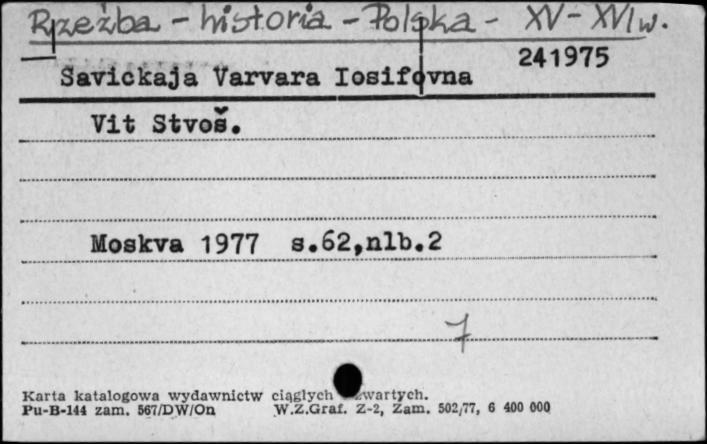 Rzeźba - historia - Polska - XV - XVI w.
241975
Savickaja Varvara Iosifovna
Vit Stvoš.
Moskva 1977 s.62,nlb.2
7
Karta katalogowa wydawnictw ciągłych zwartych.
Pu-B-144 zam. 567/DW/On W.Z.Graf. Z-2, Zam. 502/77, 6 400 000